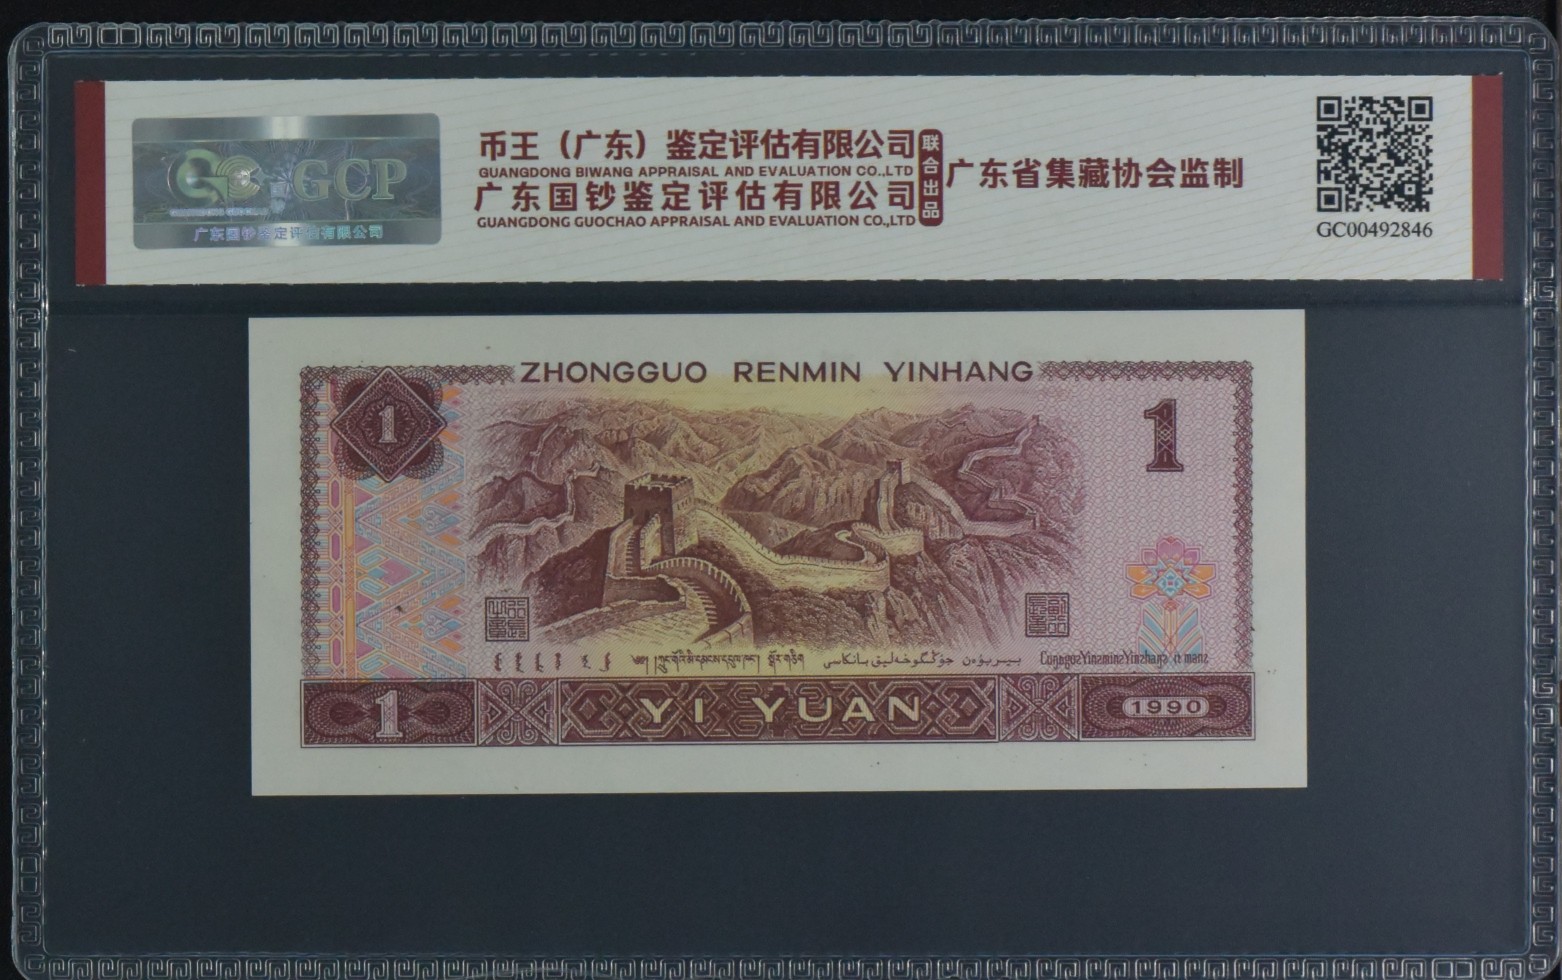 GCP
广东国钞鉴定评估有限公司
币王（广东）鉴定评估有限公司
GUANGDONG BIWANG APPRAISAL AND EVALUATION CO.,LTD
广东国钞鉴定评估有限公司
GUANGDONG GUOCHAO APPRAISAL AND EVALUATION CO.,LTD
联合出品
广东省集藏协会监制
GC00492846
ZHONGGUO RENMIN YINHANG
1
1
1
YI YUAN
1990